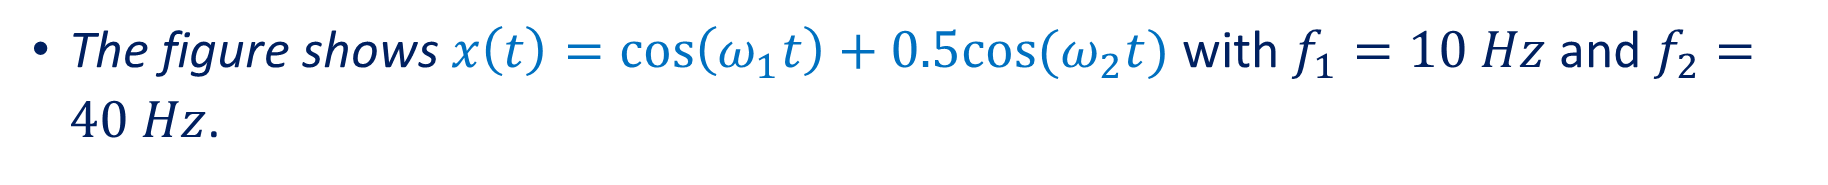 • The figure shows x(t) = cos(ω₁t) + 0.5cos(ω₂t) with f₁ = 10 Hz and f₂ =
40 Hz.